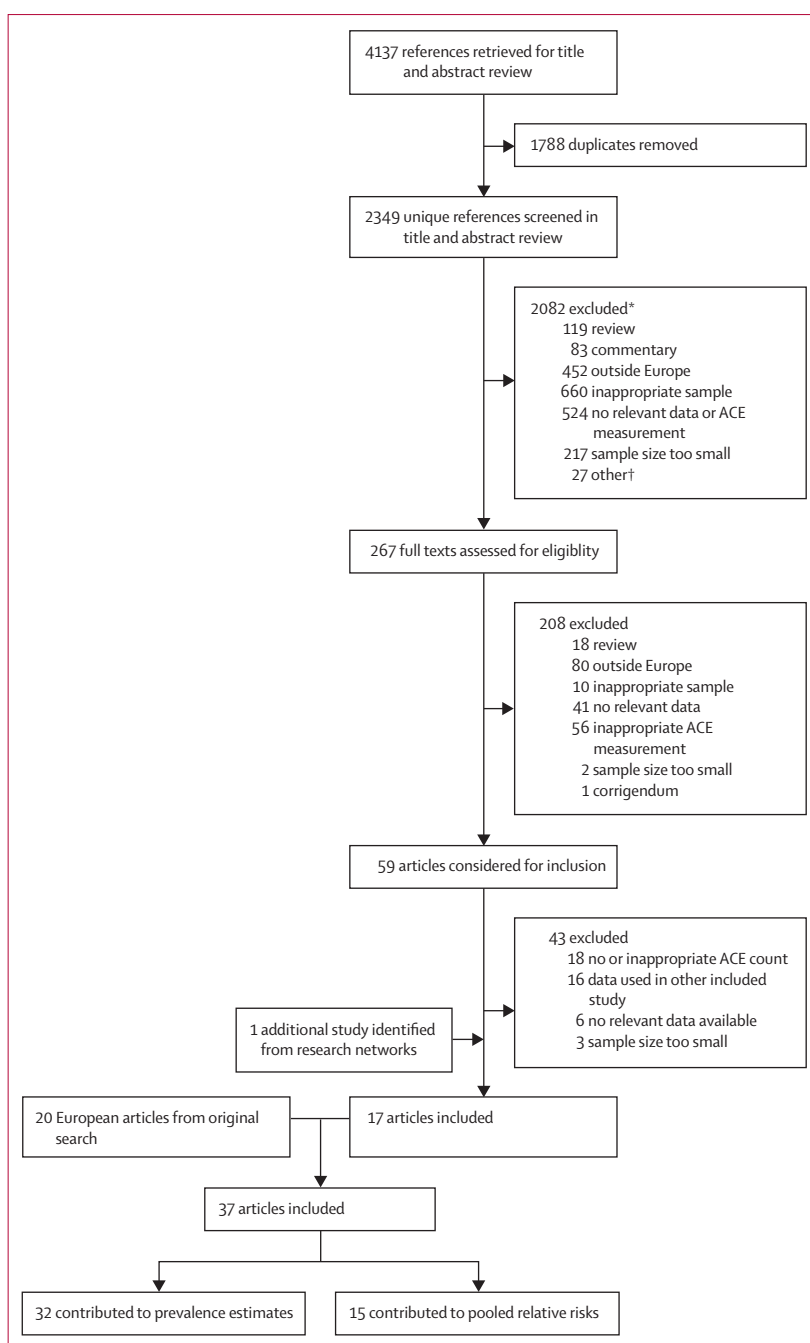 4137 references retrieved for title
and abstract review
1788 duplicates removed
2349 unique references screened in
title and abstract review
2082 excluded*
119 review
83 commentary
452 outside Europe
660 inappropriate sample
524 no relevant data or ACE
measurement
217 sample size too small
27 other†
267 full texts assessed for eligiblity
208 excluded
18 review
80 outside Europe
10 inappropriate sample
41 no relevant data
56 inappropriate ACE
measurement
2 sample size too small
1 corrigendum
59 articles considered for inclusion
43 excluded
18 no or inappropriate ACE count
16 data used in other included
study
6 no relevant data available
3 sample size too small
1 additional study identified
from research networks
20 European articles from original
search
17 articles included
37 articles included
32 contributed to prevalence estimates
15 contributed to pooled relative risks